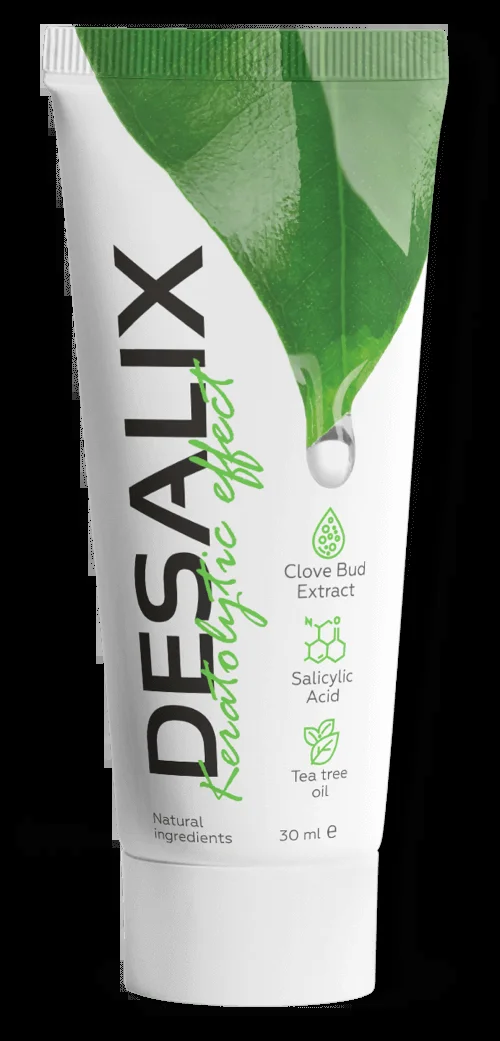 DESALIX
Keratolytic effect
Clove Bud
Extract
N O
Salicylic
Acid
Tea tree
oil
Natural
ingredients
30 ml e